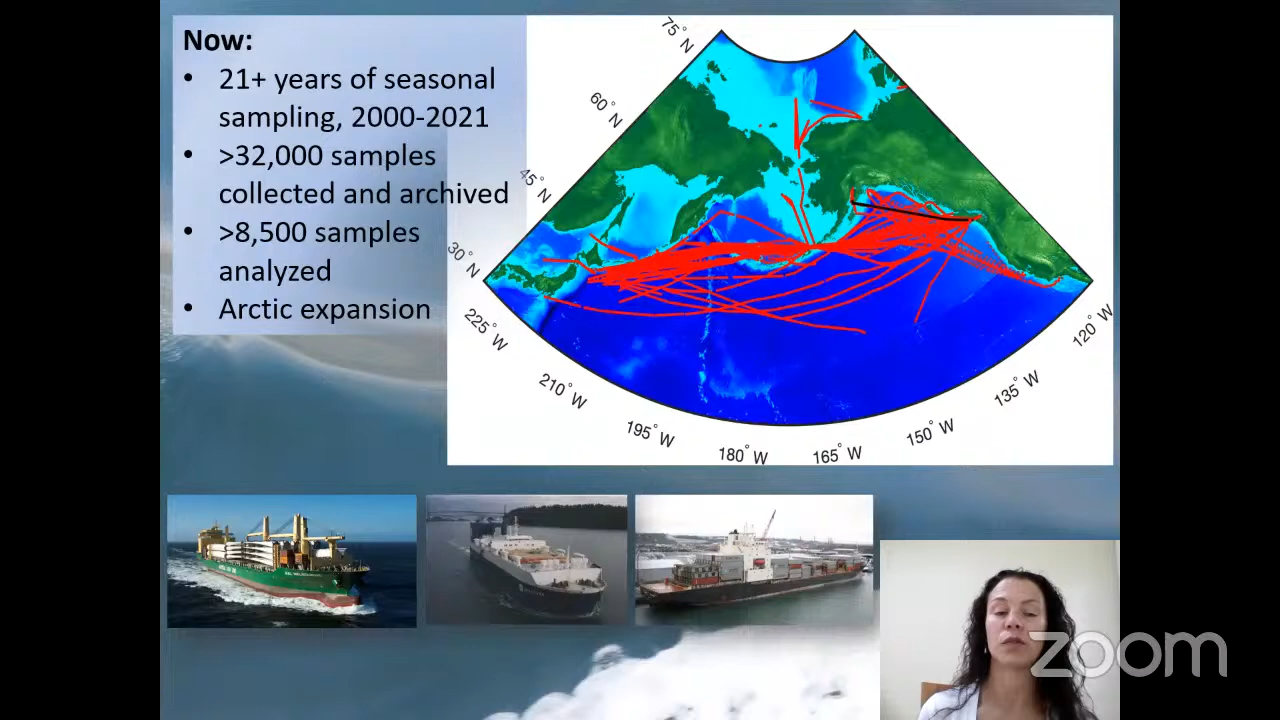 Now:
• 21+ years of seasonal
sampling, 2000-2021
• >32,000 samples
collected and archived
• >8,500 samples
analyzed
• Arctic expansion
75° N
60° N
45° N
30° N
225° W
210° W
195° W
180° W
165° W
150° W
135° W
120° W
zoom